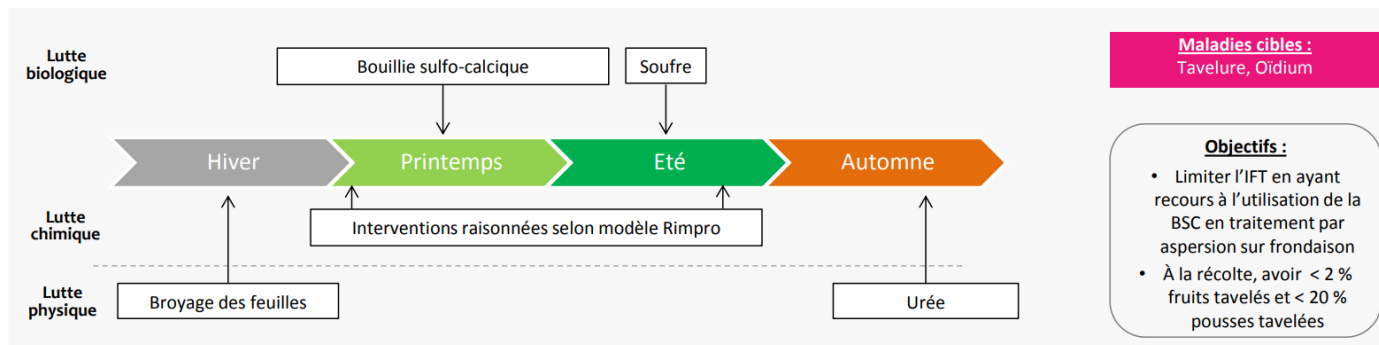 Lutte
biologique
Bouillie sulfo-calcique
Soufre
Hiver
Printemps
Eté
Automne
Lutte
chimique
Interventions raisonnées selon modèle Rimpro
Lutte
physique
Broyage des feuilles
Urée
Maladies cibles :
Tavelure, Oïdium
Objectifs :
• Limiter l’IFT en ayant
recours à l’utilisation de la
BSC en traitement par
aspersion sur frondaison
• À la récolte, avoir < 2 %
fruits tavelés et < 20 %
pousses tavelées